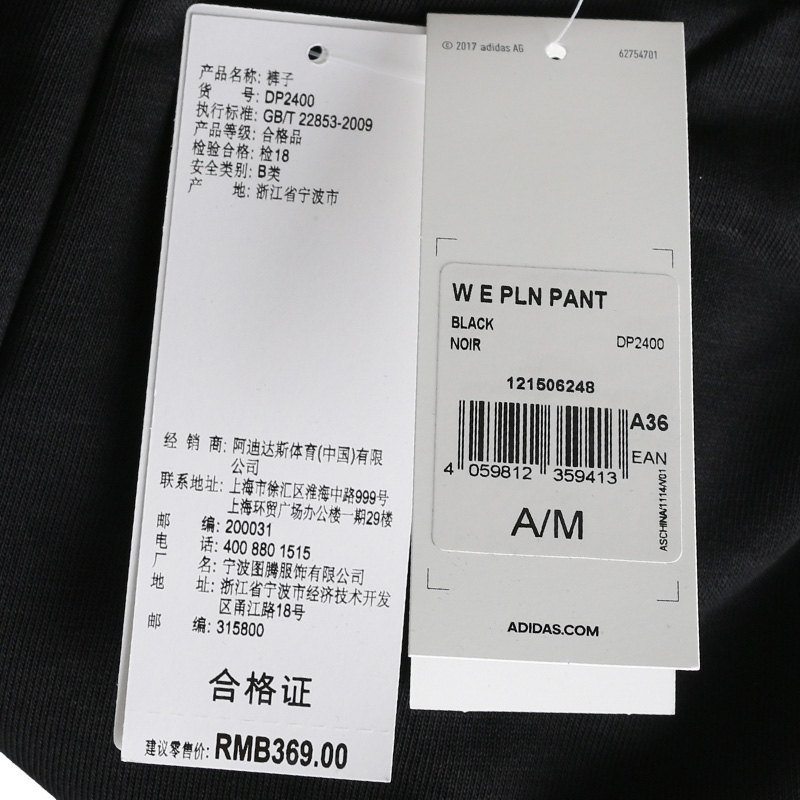 产品名称: 裤子
货 号: DP2400
执行标准: GB/T 22853-2009
产品等级: 合格品
检验合格: 检18
安全类别: B类
产 地: 浙江省宁波市
经 销 商: 阿迪达斯体育(中国)有限
公司
联系地址: 上海市徐汇区淮海中路999号
上海环贸广场办公楼一期29楼
邮 编: 200031
电 话: 400 880 1515
厂 名: 宁波图腾服饰有限公司
地 址: 浙江省宁波市经济技术开发
区甬江路18号
邮 编: 315800
合格证
建议零售价: RMB369.00
© 2017 adidas AG
62754701
W E PLN PANT
BLACK
NOIR
DP2400
121506248
A36
EAN
4 059812 359413
A/M
ASCHINA/1114/V01
ADIDAS.COM